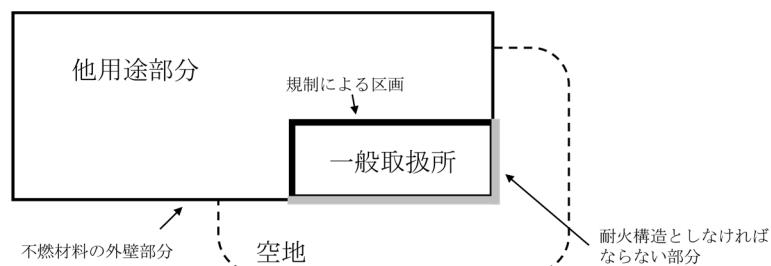 他用途部分
規制による区画
一般取扱所
不燃材料の外壁部分
空地
耐火構造としなければ
ならない部分